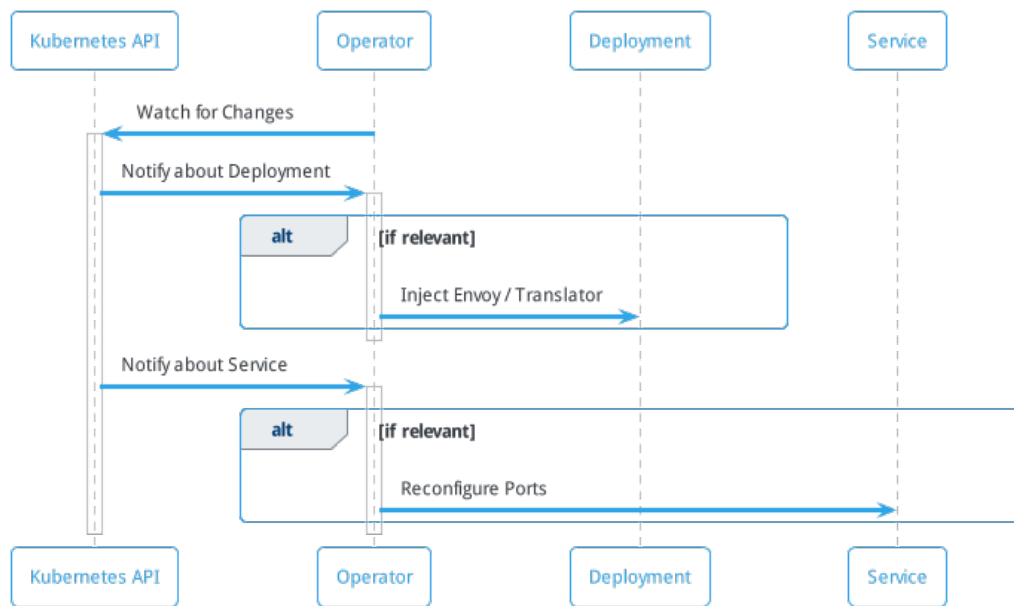 Kubernetes API Operator Deployment Service
Watch for Changes
Notify about Deployment
alt [if relevant]
Inject Envoy / Translator
Notify about Service
alt [if relevant]
Reconfigure Ports
Kubernetes API Operator Deployment Service